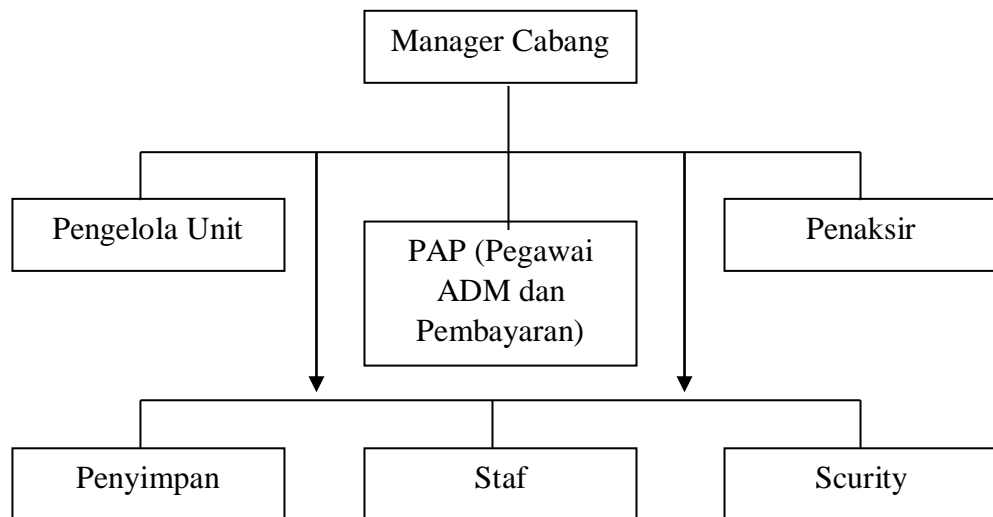 Manager Cabang
Pengelola Unit
PAP (Pegawai
ADM dan
Pembayaran)
Penaksir
Penyimpan
Staf
Scurity